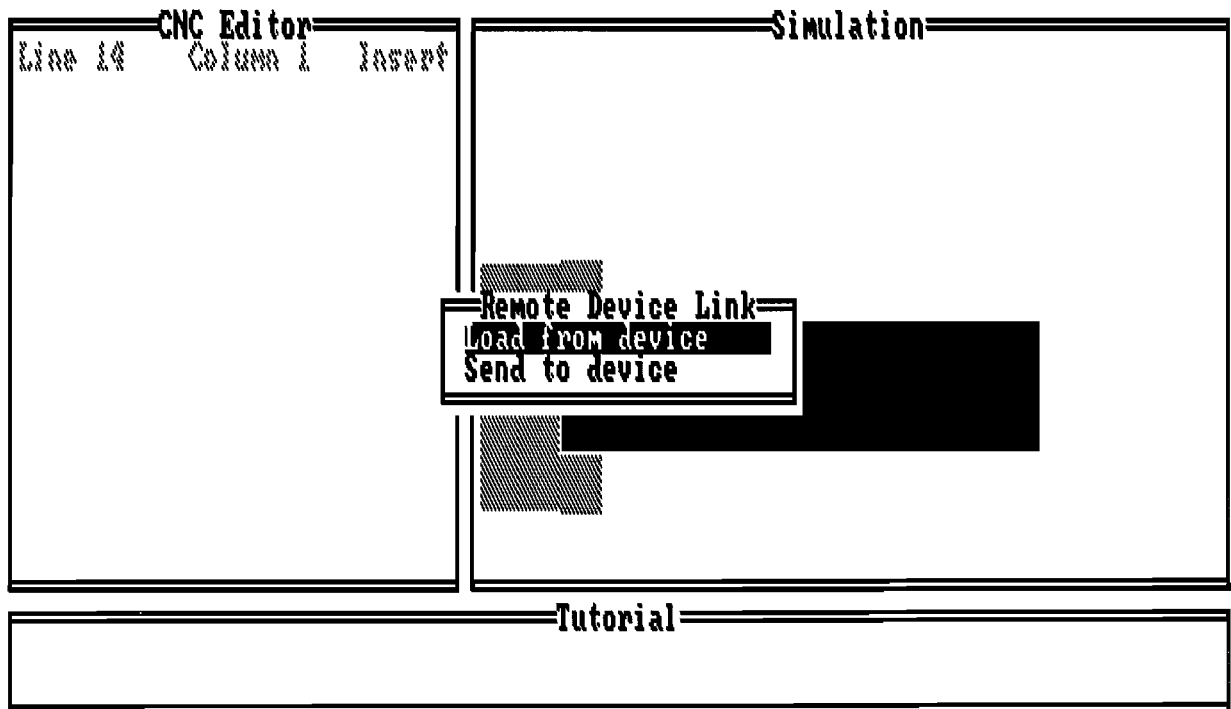 CNC Editor
Line 14 Column 1 Insert
Simulation
Remote Device Link
Load from device
Send to device
Tutorial